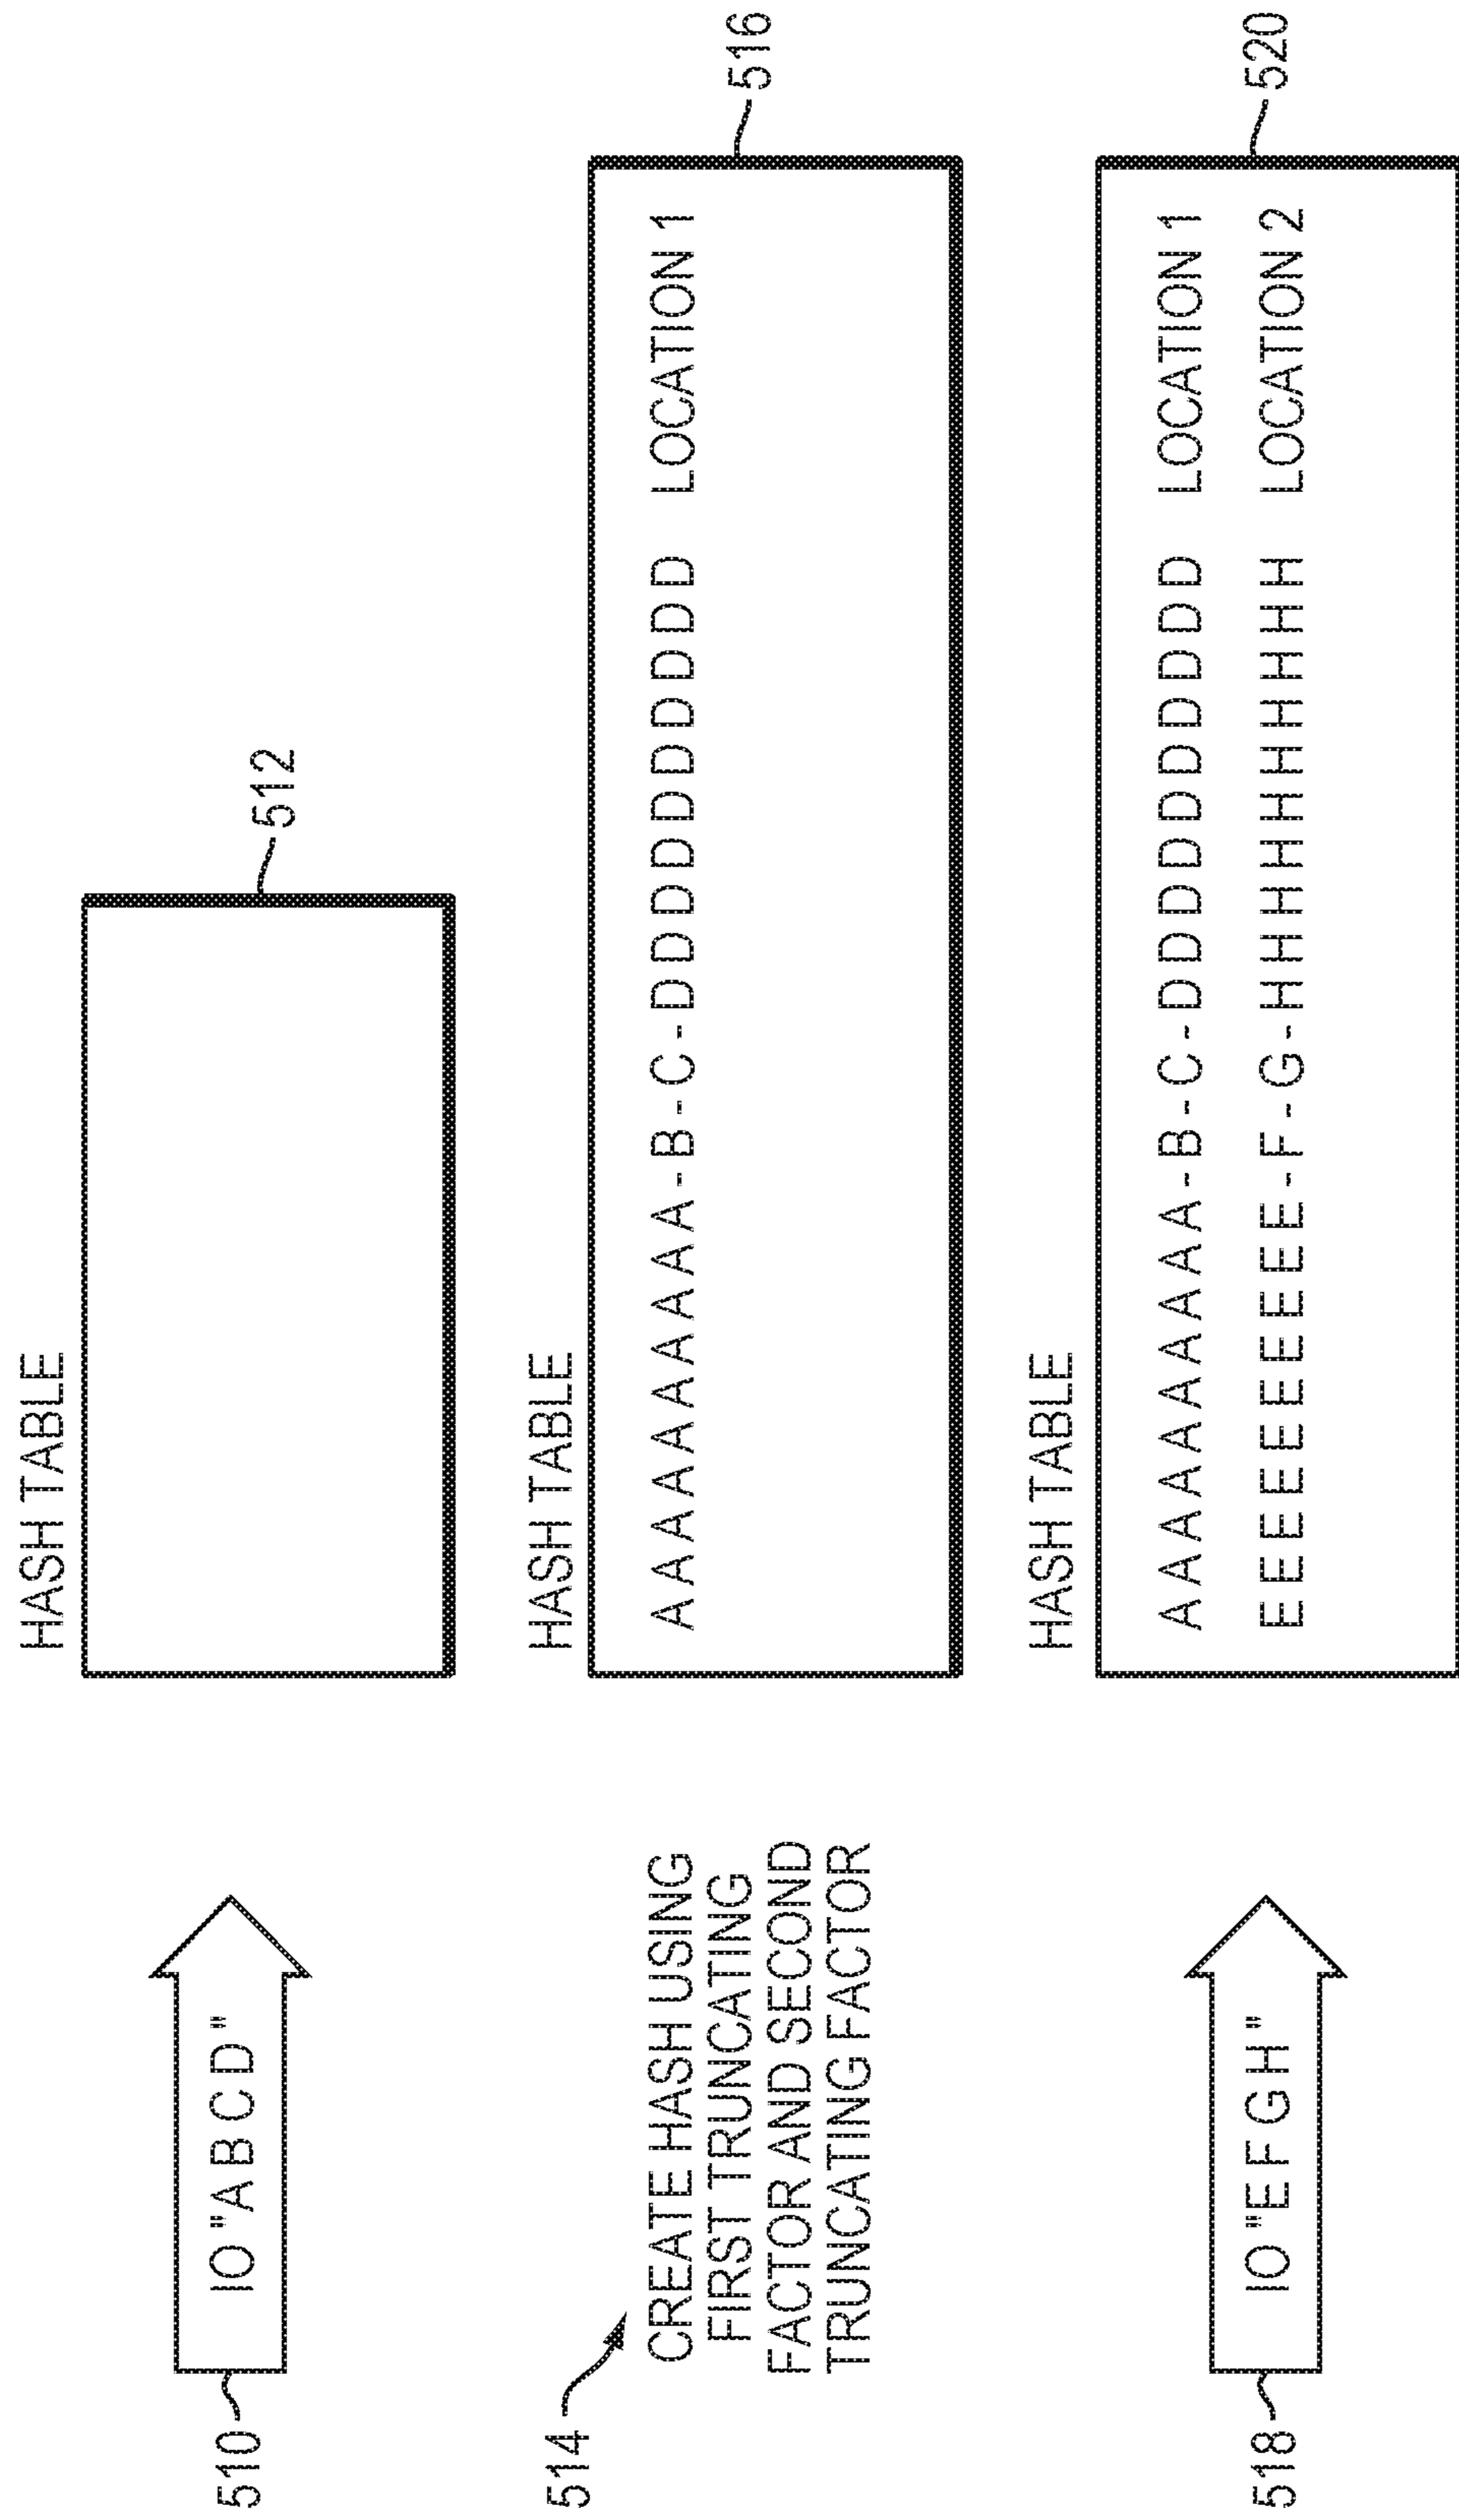 HASH TABLE
510
IO "A B C D"
512
HASH TABLE
514
CREATE HASH USING
FIRST TRUNCATING
FACTOR AND SECOND
TRUNCATING FACTOR
A A A A A A A A A A - B - C - D D D D D D D D D D LOCATION 1
516
HASH TABLE
518
IO "E F G H"
A A A A A A A A A A - B - C - D D D D D D D D D D LOCATION 1
E E E E E E E E E E - F - G - H H H H H H H H H H LOCATION 2
520